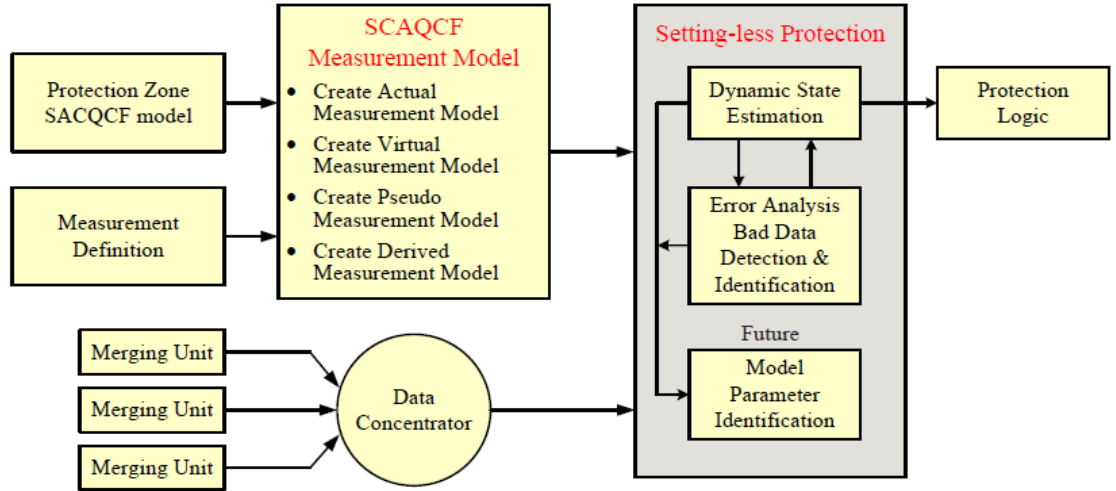 Protection Zone
SACQCF model
Measurement
Definition
SCAQCF
Measurement Model
• Create Actual
Measurement Model
• Create Virtual
Measurement Model
• Create Pseudo
Measurement Model
• Create Derived
Measurement Model
Merging Unit
Merging Unit
Merging Unit
Data
Concentrator
Setting-less Protection
Dynamic State
Estimation
Error Analysis
Bad Data
Detection &
Identification
Future
Model
Parameter
Identification
Protection
Logic